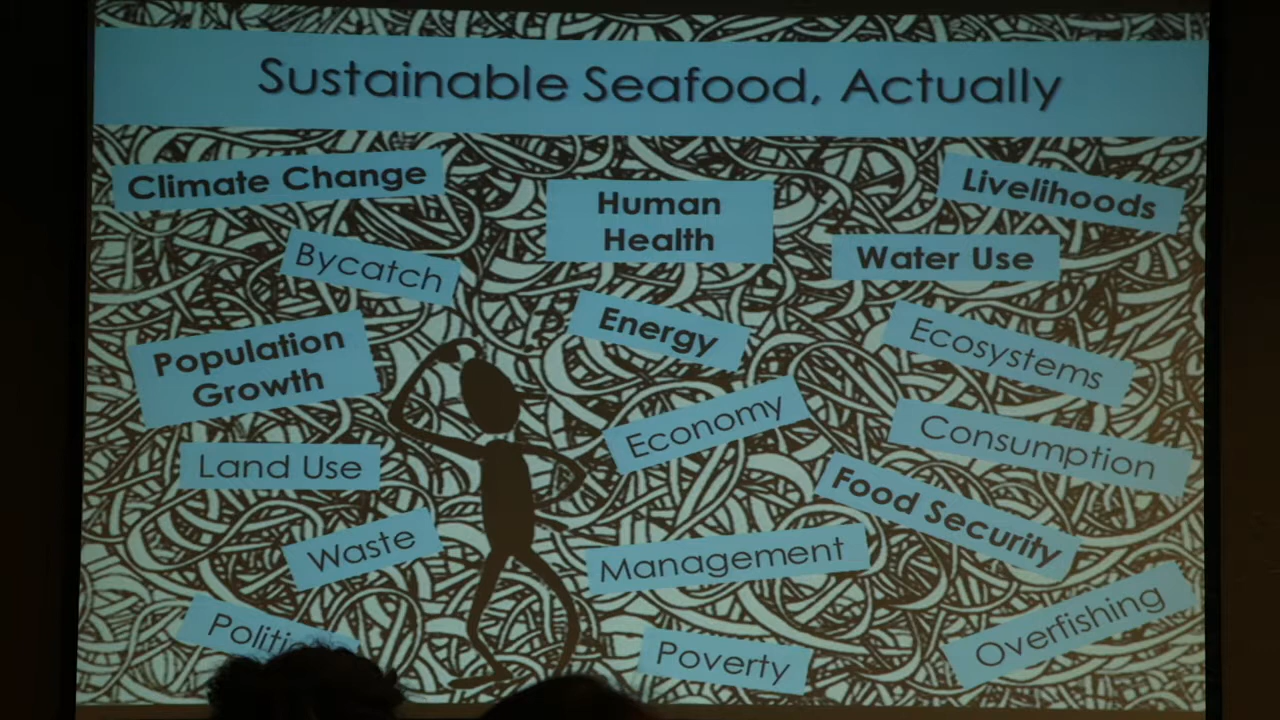 Sustainable Seafood, Actually
Climate Change
Human
Health
Livelihoods
Bycatch
Water Use
Population
Growth
Energy
Ecosystems
Economy
Consumption
Land Use
Food Security
Waste
Management
Overfishing
Poverty